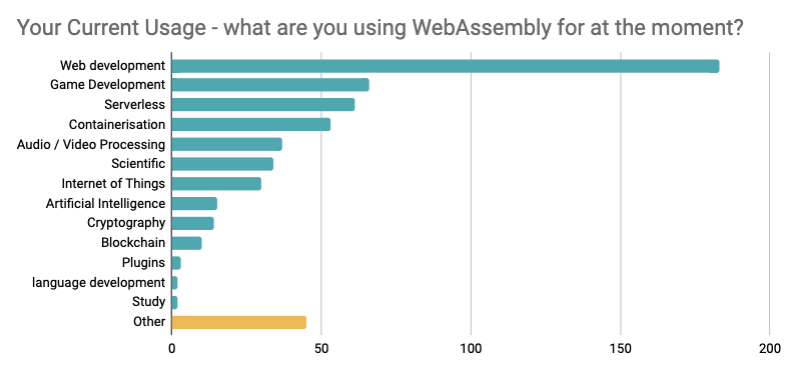 Your Current Usage - what are you using WebAssembly for at the moment?
Web development
Game Development
Serverless
Containerisation
Audio / Video Processing
Scientific
Internet of Things
Artificial Intelligence
Cryptography
Blockchain
Plugins
language development
Study
Other
0 50 100 150 200